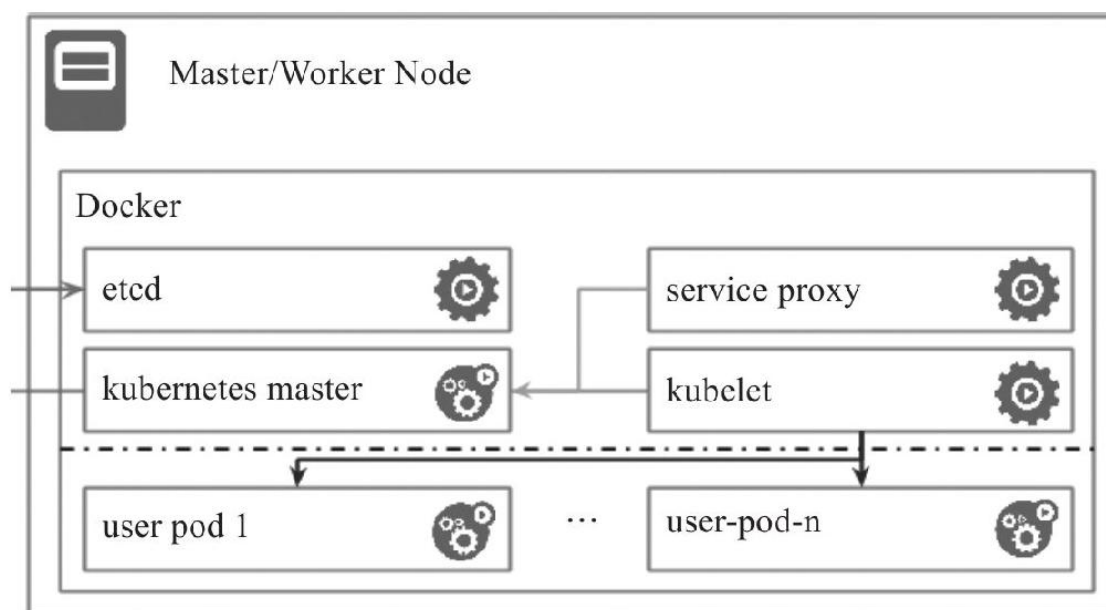 Master/Worker Node
Docker
etcd
service proxy
kubernetes master
kubelet
user pod 1
...
user-pod-n